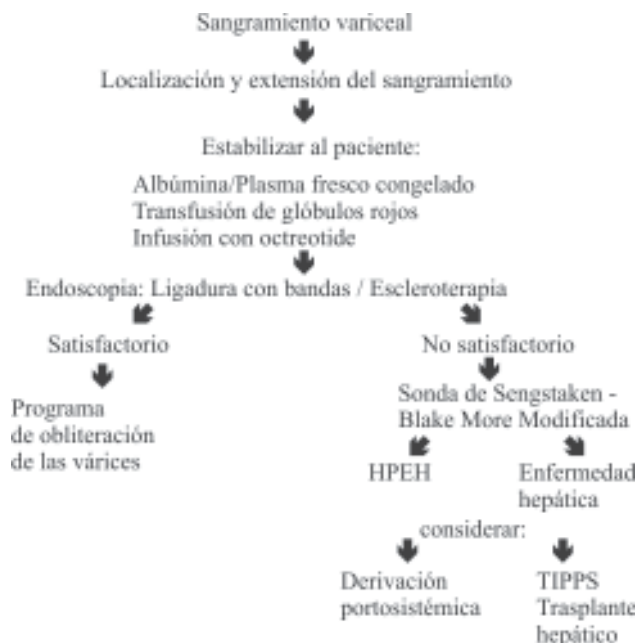 Sangramiento variceal
Localización y extensión del sangramiento
Estabilizar al paciente:
Albúmina/Plasma fresco congelado
Transfusión de glóbulos rojos
Infusión con octreotide
Endoscopia: Ligadura con bandas / Escleroterapia
Satisfactorio
No satisfactorio
Programa
de obliteración
de las várices
Sonda de Sengstaken -
Blake More Modificada
HPEH
Enfermedad
hepática
considerar:
Derivación
portosistémica
TIPPS
Trasplante
hepático